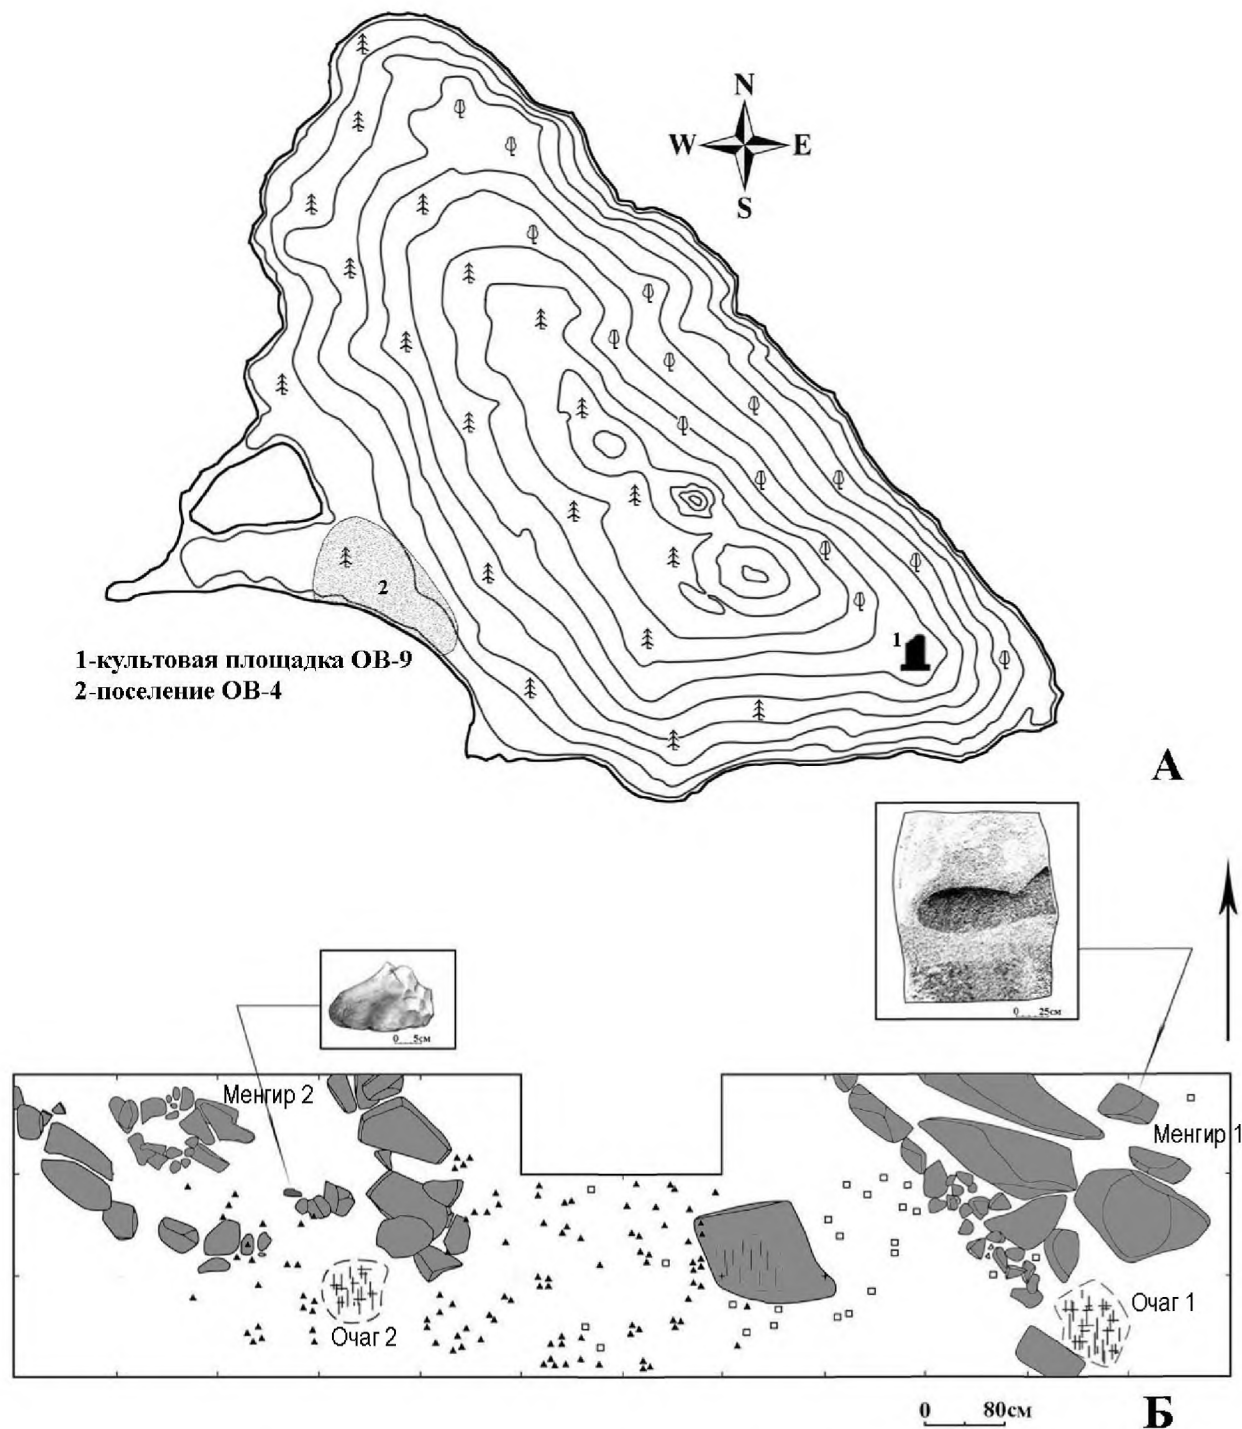 N
W E
S
1
2
1-культовая площадка ОВ-9
2-поселение ОВ-4
А
0 25см
0 5см
Менгир 2
Менгир 1
Очаг 1
Очаг 2
0 80см
Б